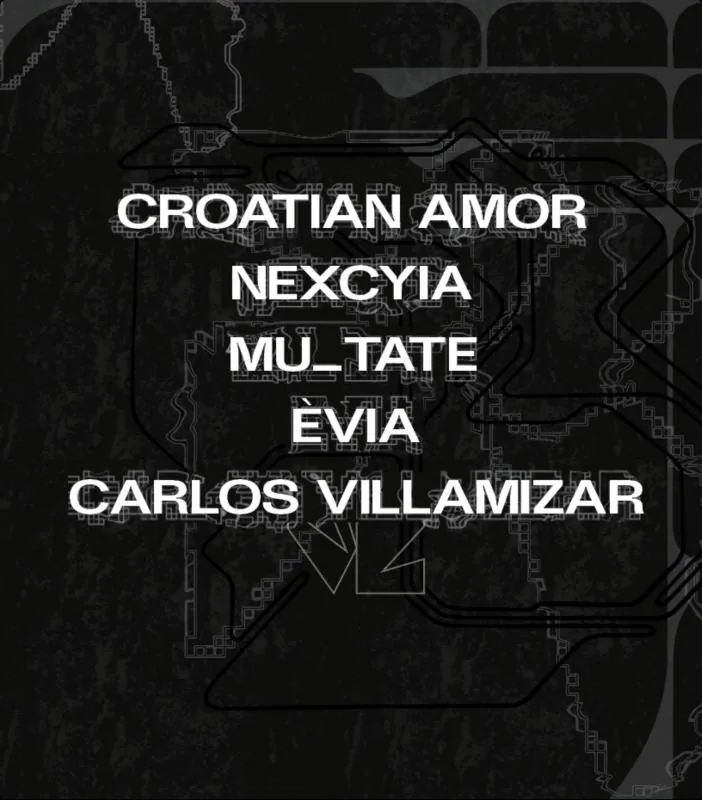 CROATIAN AMOR
NEXCYIA
MU_TATE
ÈVIA
CARLOS VILLAMIZAR